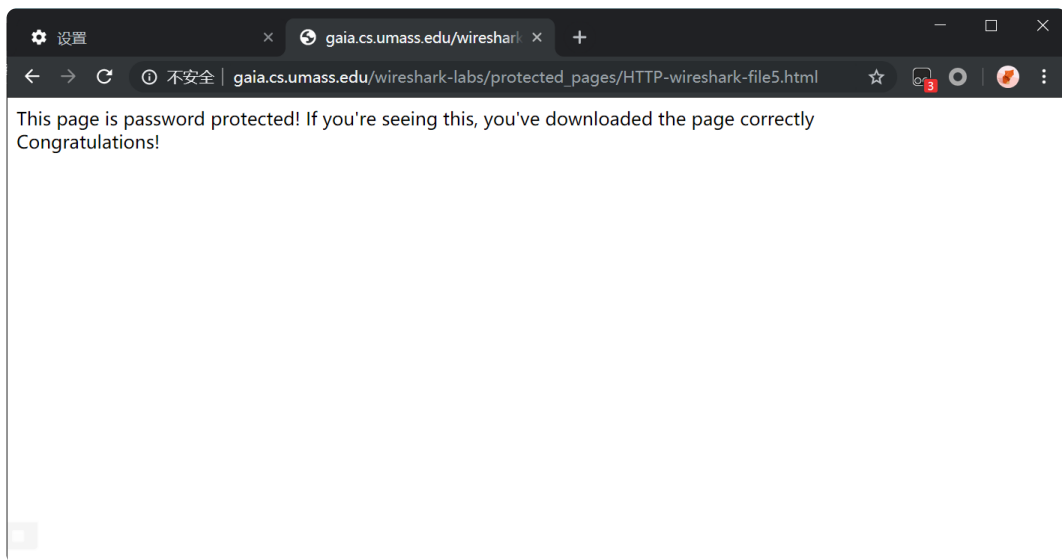 设置
gaia.cs.umass.edu/wireshark
不安全 gaia.cs.umass.edu/wireshark-labs/protected_pages/HTTP-wireshark-file5.html
3
This page is password protected! If you're seeing this, you've downloaded the page correctly
Congratulations!